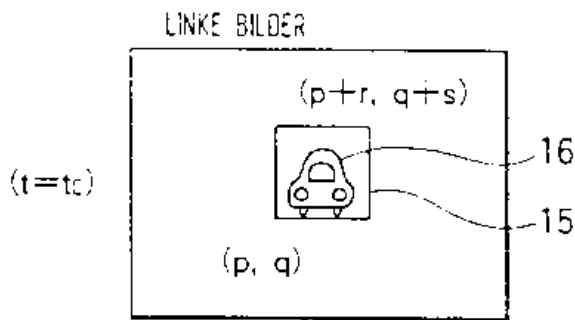 LINKE BILDER
(p+r, q+s)
16
(t=tc)
15
(p, q)